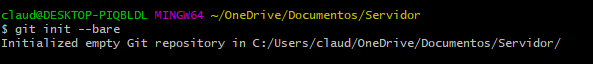 claud@DESKTOP-PIQBLDL MINGW64 ~/OneDrive/Documentos/Servidor
$ git init --bare
Initialized empty Git repository in C:/Users/claud/OneDrive/Documentos/Servidor/